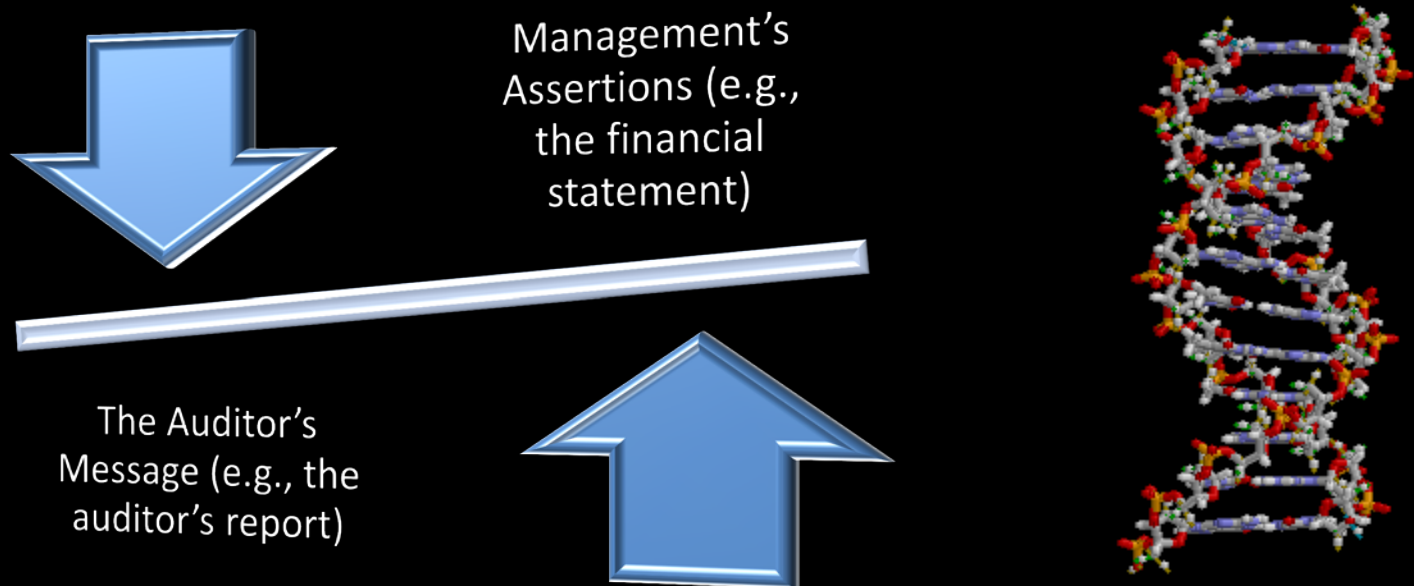 Management’s
Assertions (e.g.,
the financial
statement)
The Auditor’s
Message (e.g., the
auditor’s report)